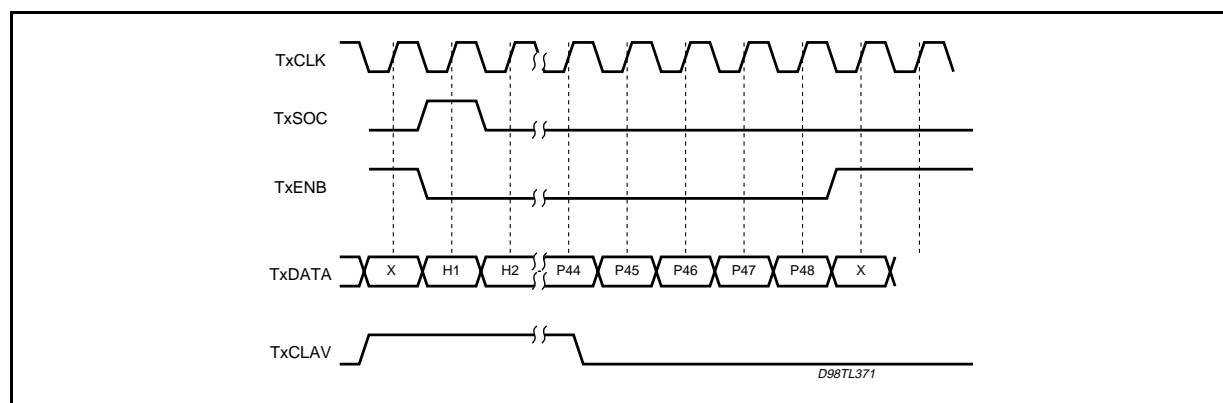 TxCLK
TxSOC
TxENB
TxDATA X H1 H2 P44 P45 P46 P47 P48 X
TxCLAV
D98TL371